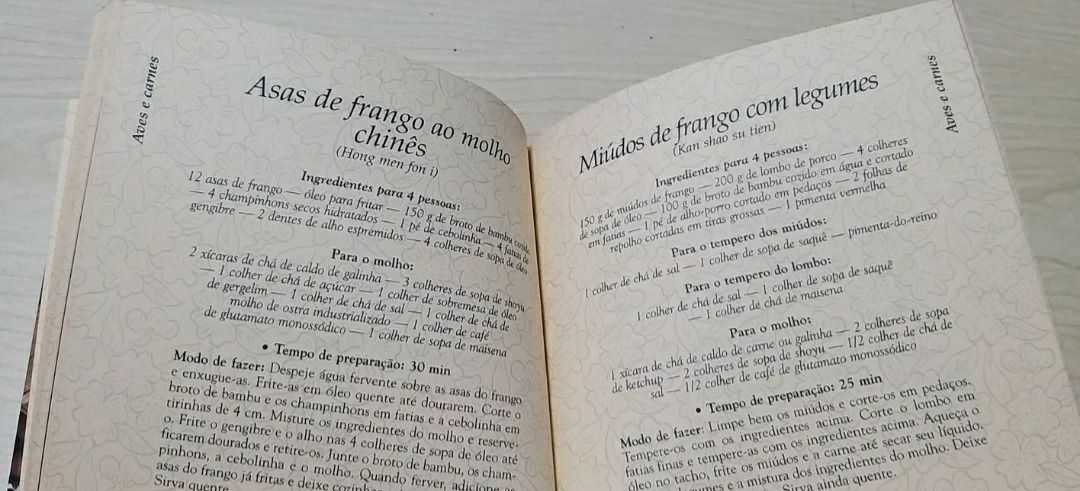 Aves e carnes
Asas de frango ao molho
chinês
(Hong men fon i)
Ingredientes para 4 pessoas:
12 asas de frango — óleo para fritar — 150 g de broto de bambu cozido
— 4 champinhons secos hidratados — 1 pé de cebolinha — 4 fatias de
gengibre — 2 dentes de alho espremidos — 4 colheres de sopa de óleo
Para o molho:
2 xícaras de chá de caldo de galinha — 3 colheres de sopa de shoyu
— 1 colher de chá de açúcar — 1 colher de sobremesa de óleo
de gergelim — 1 colher de chá de sal — 1 colher de chá de
molho de ostra industrializado — 1 colher de café
de glutamato monossódico — 1 colher de sopa de maisena
• Tempo de preparação: 30 min
Modo de fazer: Despeje água fervente sobre as asas do frango
e enxugue-as. Frite-as em óleo quente até dourarem. Corte o
broto de bambu e os champinhons em fatias e a cebolinha em
tirinhas de 4 cm. Misture os ingredientes do molho e reserve-
o. Frite o gengibre e o alho nas 4 colheres de sopa de óleo até
ficarem dourados e retire-os. Junte o broto de bambu, os cham-
pinhons, a cebolinha e o molho. Quando ferver, adicione as
asas do frango já fritas e deixe
Sirva quente.
Aves e carnes
Miúdos de frango com legumes
(Kan shao su tien)
Ingredientes para 4 pessoas:
150 g de miúdos de frango — 200 g de lombo de porco — 4 colheres
de sopa de óleo — 100 g de broto de bambu cozido em água e cortado
em fatias — 1 pé de alho-porro cortado em pedaços — 2 folhas de
repolho cortadas em tiras grossas — 1 pimenta vermelha
Para o tempero dos miúdos:
1 colher de chá de sal — 1 colher de sopa de saquê — pimenta-do-reino
Para o tempero do lombo:
1 colher de chá de sal — 1 colher de sopa de saquê
— 1 colher de chá de maisena
Para o molho:
1 xícara de chá de caldo de carne ou galinha — 2 colheres de sopa
de ketchup — 2 colheres de sopa de shoyu — 1/2 colher de chá de
sal — 1/2 colher de café de glutamato monossódico
• Tempo de preparação: 25 min
Modo de fazer: Limpe bem os miúdos e corte-os em pedaços.
Tempere-os com os ingredientes acima. Corte o lombo em
fatias finas e tempere-as com os ingredientes acima. Aqueça o
óleo no tacho, frite os miúdos e a carne até secar seu líquido.
legumes e a mistura dos ingredientes do molho. Deixe
Sirva ainda quente.